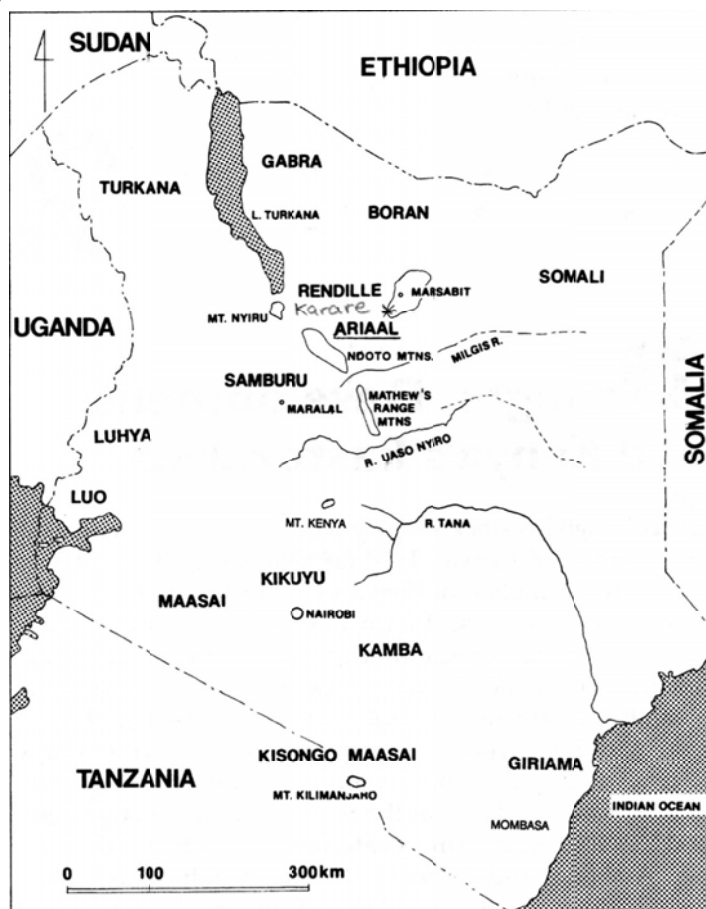 SUDAN
ETHIOPIA
GABRA
TURKANA
L. TURKANA
BORAN
RENDILLE
MARSABIT
SOMALI
Karare
MT. NYIRU
UGANDA
ARIAAL
NDOTO MTNS.
MILGIS R.
SAMBURU
MARALAL
MATHEW'S
RANGE
MTNS
SOMALIA
LUHYA
R. UASO NYIRO
LUO
MT. KENYA
R. TANA
KIKUYU
MAASAI
NAIROBI
KAMBA
KISONGO MAASAI
GIRIAMA
TANZANIA
MT. KILIMANJARO
INDIAN OCEAN
MOMBASA
0 100 300km